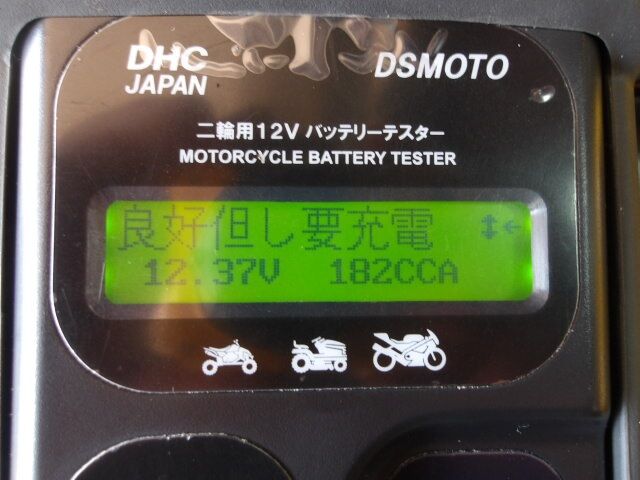 DHC
JAPAN
DSMOTO
二輪用12V バッテリーテスター
MOTORCYCLE BATTERY TESTER
良好但し要充電 ↕←
12.37V 182CCA